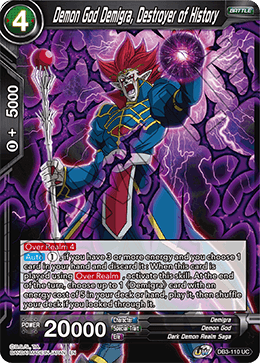 4
BATTLE
Demon God Demigra, Destroyer of History
+ 5000
Over Realm 4
Auto 1, if you have 3 or more energy and you choose 1
card in your hand and discard it: When this card is
played using Over Realm, activate this skill. At the end
of the turn, choose up to 1 (Demigra) card with an
energy cost of 5 in your deck or hand, play it, then shuffle
your deck if you looked through it.
Character Demigra
Special Trait Demon God
Era Dark Demon Realm Saga
POWER 20000
DB3-110 UC